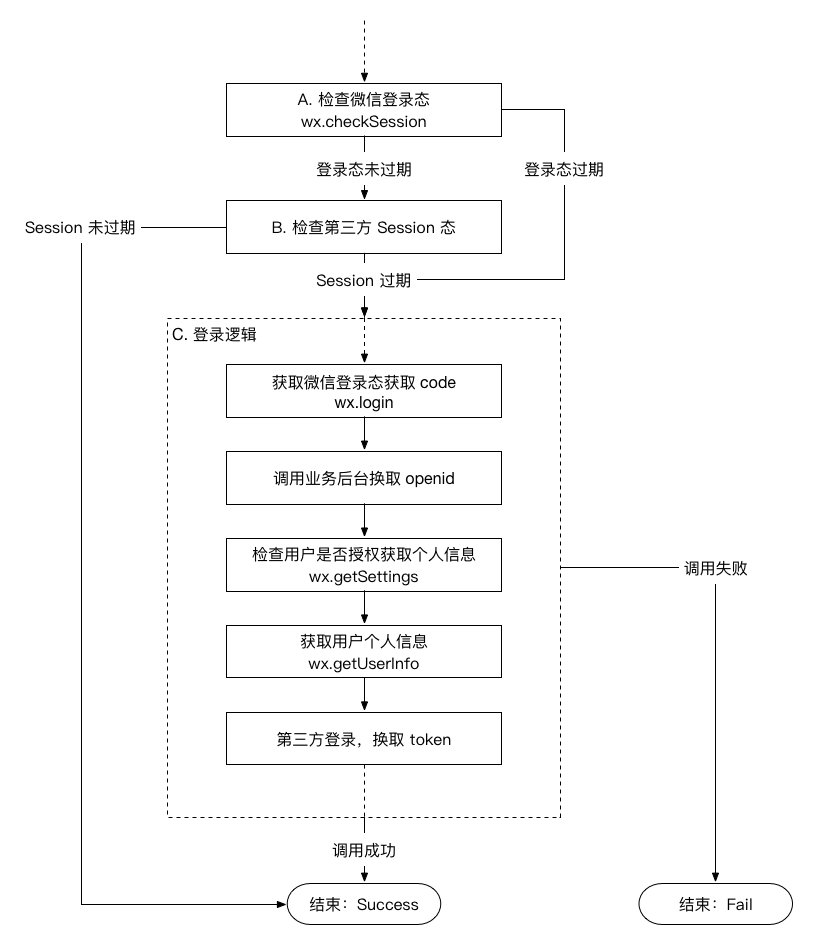 A. 检查微信登录态
wx.checkSession
登录态未过期
登录态过期
Session 未过期
B. 检查第三方 Session 态
Session 过期
C. 登录逻辑
获取微信登录态获取 code
wx.login
调用业务后台换取 openid
检查用户是否授权获取个人信息
wx.getSettings
调用失败
获取用户个人信息
wx.getUserInfo
第三方登录，换取 token
调用成功
结束：Success
结束：Fail